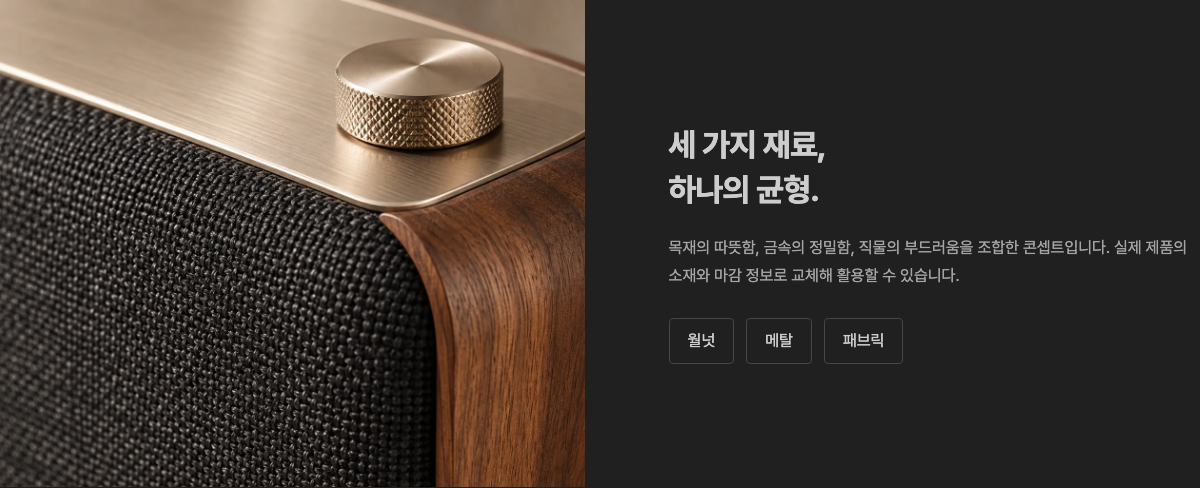 세 가지 재료,
하나의 균형.
목재의 따뜻함, 금속의 정밀함, 직물의 부드러움을 조합한 콘셉트입니다. 실제 제품의
소재와 마감 정보로 교체해 활용할 수 있습니다.
월넛
메탈
패브릭